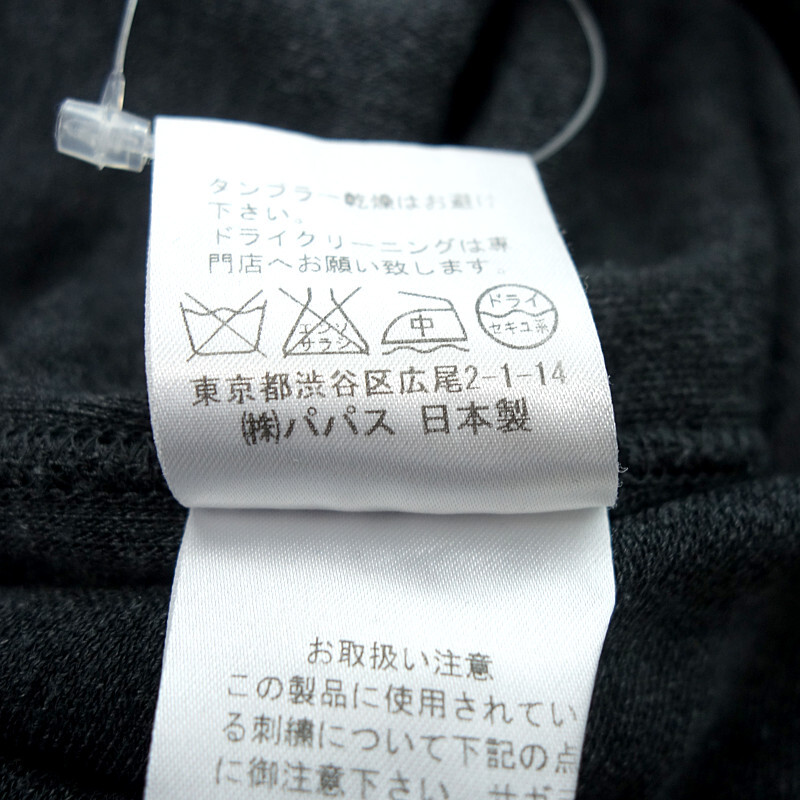 タンブラー乾燥はお避け
下さい。
ドライクリーニングは専
門店へお願い致します。
エンソ
サラシ
中
ドライ
セキユ系
東京都渋谷区広尾2-1-14
㈱パパス 日本製
お取扱い注意
この製品に使用されてい
る刺繍について下記の点
に御注意下さい。サガラ